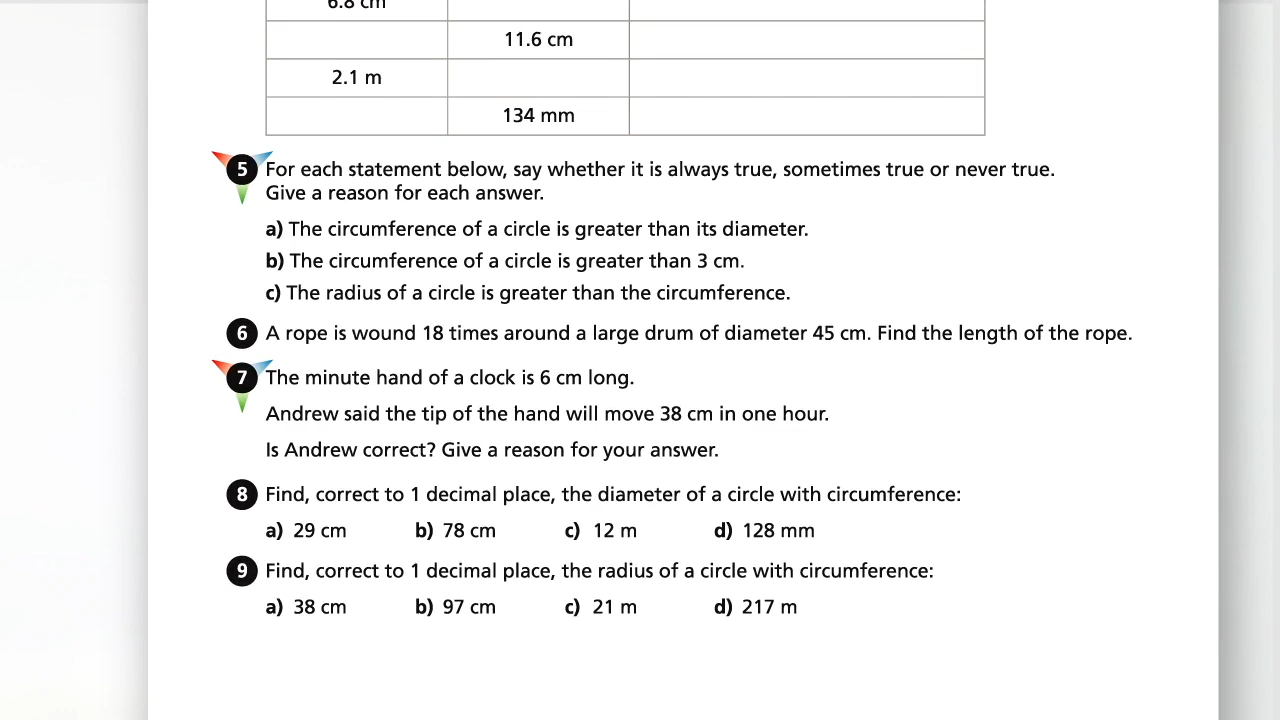 6.8 cm
11.6 cm
2.1 m
134 mm
5 For each statement below, say whether it is always true, sometimes true or never true.
Give a reason for each answer.
a) The circumference of a circle is greater than its diameter.
b) The circumference of a circle is greater than 3 cm.
c) The radius of a circle is greater than the circumference.
6 A rope is wound 18 times around a large drum of diameter 45 cm. Find the length of the rope.
7 The minute hand of a clock is 6 cm long.
Andrew said the tip of the hand will move 38 cm in one hour.
Is Andrew correct? Give a reason for your answer.
8 Find, correct to 1 decimal place, the diameter of a circle with circumference:
a) 29 cm b) 78 cm c) 12 m d) 128 mm
9 Find, correct to 1 decimal place, the radius of a circle with circumference:
a) 38 cm b) 97 cm c) 21 m d) 217 m